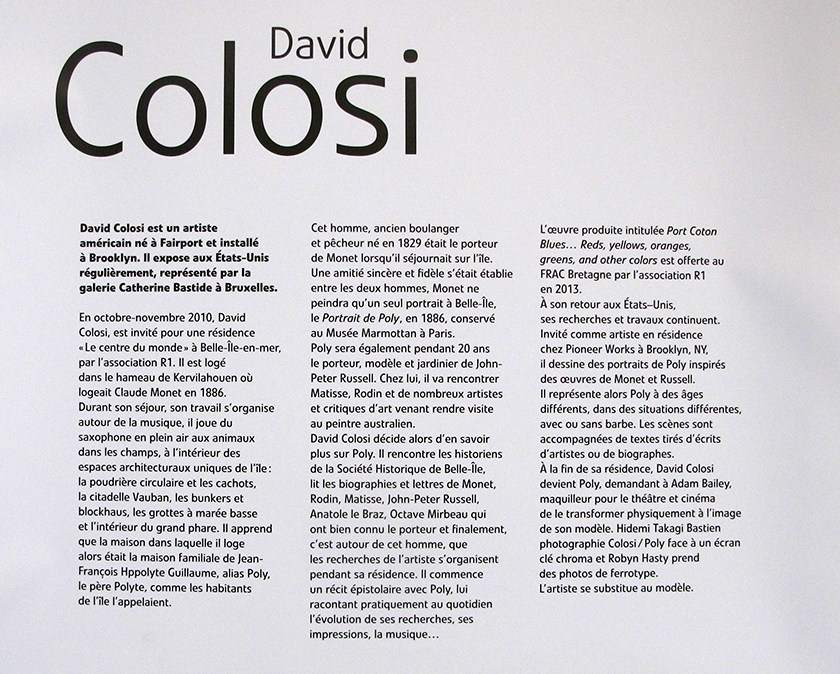 David
Colosi
David Colosi est un artiste
américain né à Fairport et installé
à Brooklyn. Il expose aux États-Unis
régulièrement, représenté par la
galerie Catherine Bastide à Bruxelles.
En octobre-novembre 2010, David
Colosi, est invité pour une résidence
« Le centre du monde » à Belle-Île-en-mer,
par l'association R1. Il est logé
dans le hameau de Kervilahouen où
logeait Claude Monet en 1886.
Durant son séjour, son travail s'organise
autour de la musique, il joue du
saxophone en plein air aux animaux
dans les champs, à l'intérieur des
espaces architecturaux uniques de l'île :
la poudrière circulaire et les cachots,
la citadelle Vauban, les bunkers et
blockhaus, les grottes à marée basse
et l'intérieur du grand phare. Il apprend
que la maison dans laquelle il loge
alors était la maison familiale de Jean-
François Hppolyte Guillaume, alias Poly,
le père Polyte, comme les habitants
de l'île l'appelaient.
Cet homme, ancien boulanger
et pêcheur né en 1829 était le porteur
de Monet lorsqu'il séjournait sur l'île.
Une amitié sincère et fidèle s'était établie
entre les deux hommes, Monet ne
peindra qu'un seul portrait à Belle-Île,
le Portrait de Poly, en 1886, conservé
au Musée Marmottan à Paris.
Poly sera également pendant 20 ans
le porteur, modèle et jardinier de John-
Peter Russell. Chez lui, il va rencontrer
Matisse, Rodin et de nombreux artistes
et critiques d'art venant rendre visite
au peintre australien.
David Colosi décide alors d'en savoir
plus sur Poly. Il rencontre les historiens
de la Société Historique de Belle-Île,
lit les biographies et lettres de Monet,
Rodin, Matisse, John-Peter Russell,
Anatole le Braz, Octave Mirbeau qui
ont bien connu le porteur et finalement,
c'est autour de cet homme, que
les recherches de l'artiste s'organisent
pendant sa résidence. Il commence
un récit épistolaire avec Poly, lui
racontant pratiquement au quotidien
l'évolution de ses recherches, ses
impressions, la musique…
L'œuvre produite intitulée Port Coton
Blues… Reds, yellows, oranges,
greens, and other colors est offerte au
FRAC Bretagne par l'association R1
en 2013.
À son retour aux États–Unis,
ses recherches et travaux continuent.
Invité comme artiste en résidence
chez Pioneer Works à Brooklyn, NY,
il dessine des portraits de Poly inspirés
des œuvres de Monet et Russell.
Il représente alors Poly à des âges
différents, dans des situations différentes,
avec ou sans barbe. Les scènes sont
accompagnées de textes tirés d'écrits
d'artistes ou de biographes.
À la fin de sa résidence, David Colosi
devient Poly, demandant à Adam Bailey,
maquilleur pour le théâtre et cinéma
de le transformer physiquement à l'image
de son modèle. Hidemi Takagi Bastien
photographie Colosi / Poly face à un écran
clé chroma et Robyn Hasty prend
des photos de ferrotype.
L'artiste se substitue au modèle.